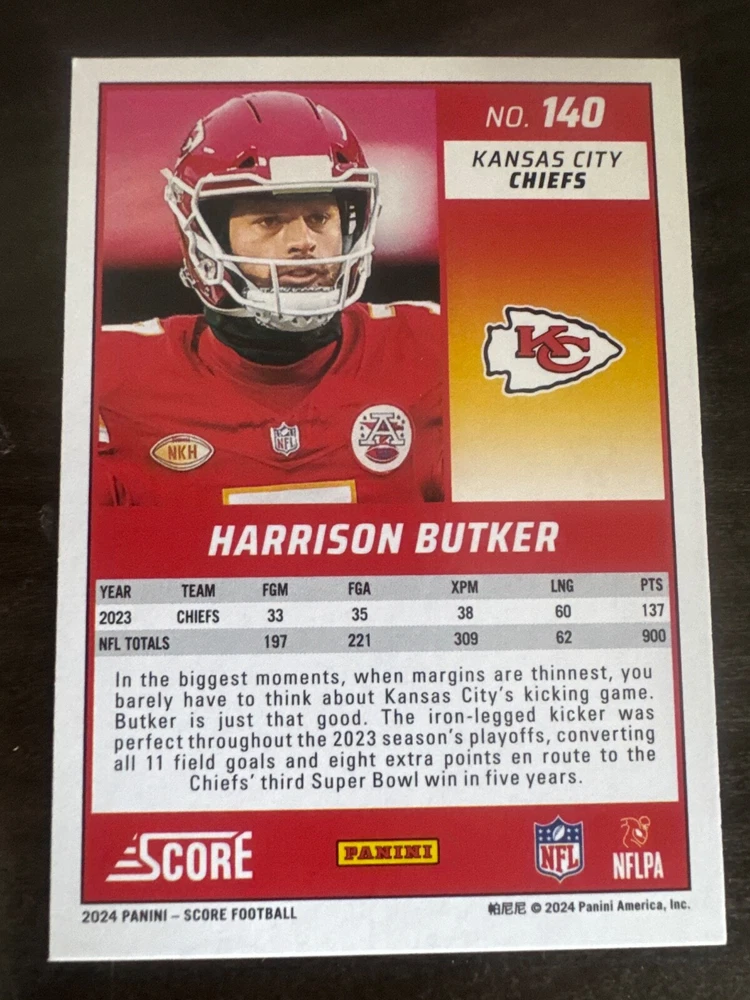 NO. 140
KANSAS CITY
CHIEFS
KC
NKH
NFL
A
HARRISON BUTKER
YEAR TEAM FGM FGA XPM LNG PTS
2023 CHIEFS 33 35 38 60 137
NFL TOTALS 197 221 309 62 900
In the biggest moments, when margins are thinnest, you
barely have to think about Kansas City's kicking game.
Butker is just that good. The iron-legged kicker was
perfect throughout the 2023 season's playoffs, converting
all 11 field goals and eight extra points en route to the
Chiefs' third Super Bowl win in five years.
SCORE PANINI NFL NFLPA
2024 PANINI – SCORE FOOTBALL 帕尼尼 © 2024 Panini America, Inc.